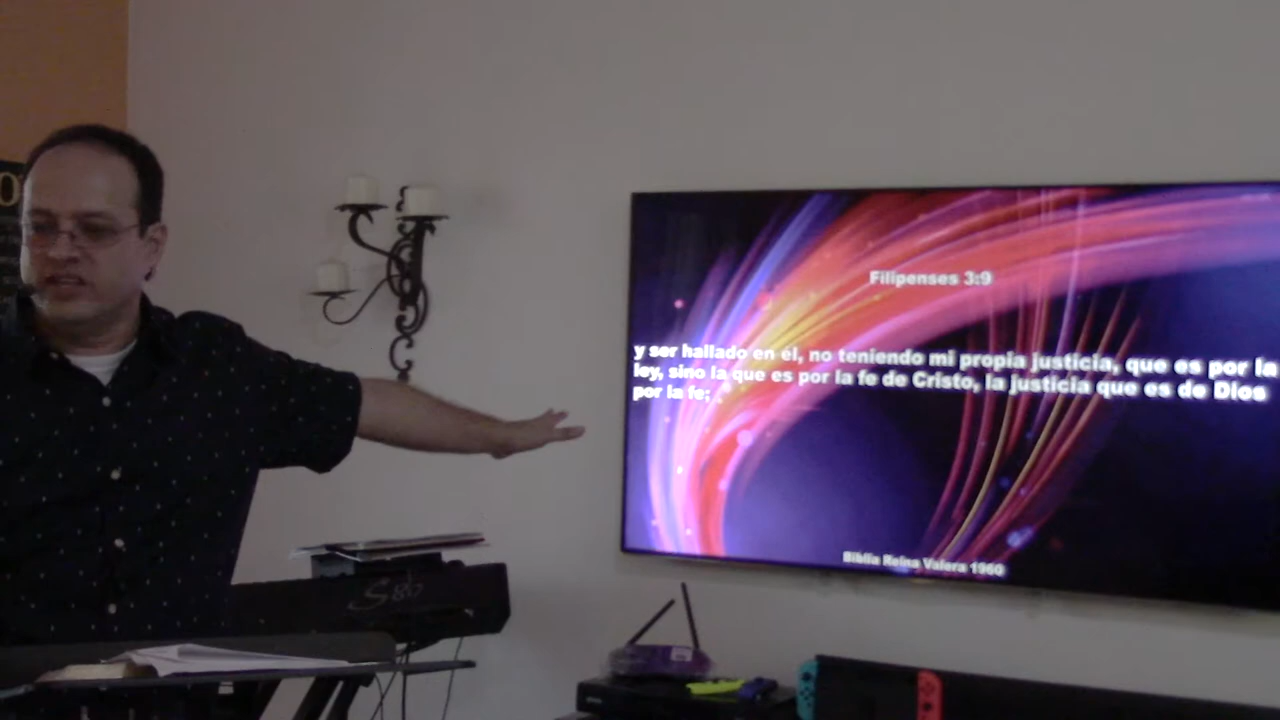 Filipenses 3:9
y ser hallado en él, no teniendo mi propia justicia, que es por la
ley, sino la que es por la fe de Cristo, la justicia que es de Dios
por la fe;
Biblia Reina Valera 1960